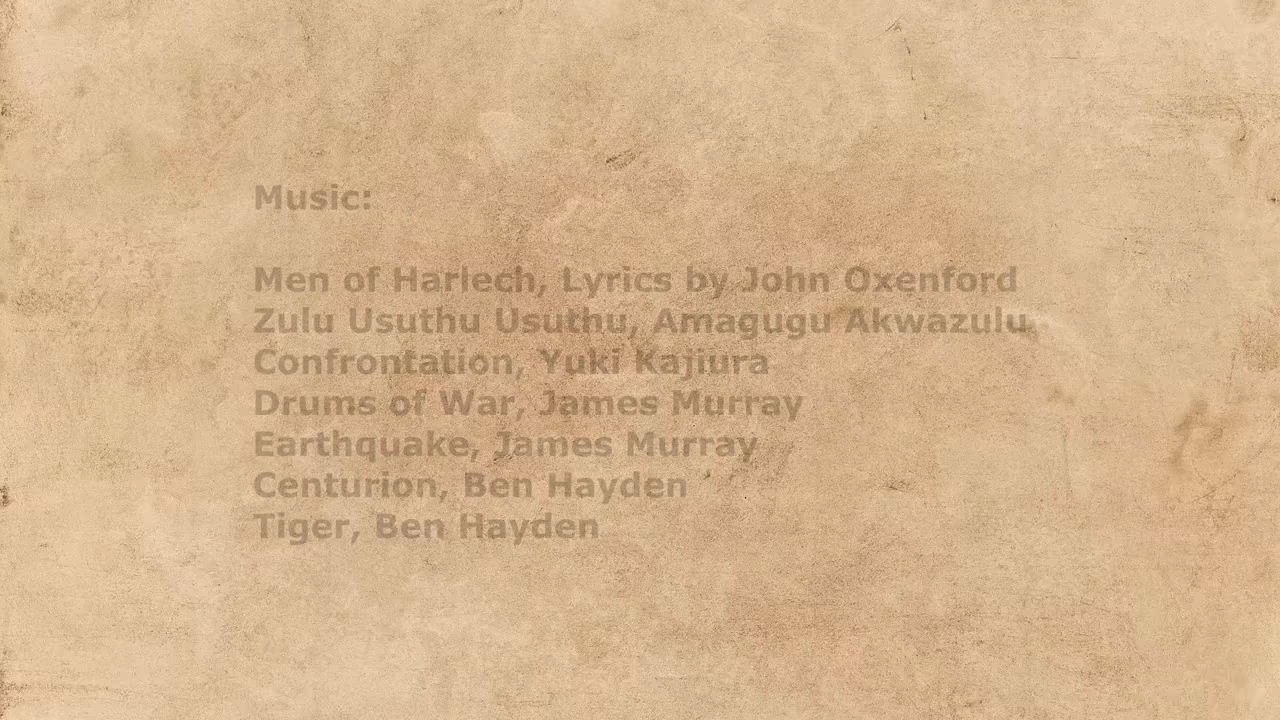 Music:
Men of Harlech, Lyrics by John Oxenford
Zulu Usuthu Usuthu, Amagugu Akwazulu
Confrontation, Yuki Kajiura
Drums of War, James Murray
Earthquake, James Murray
Centurion, Ben Hayden
Tiger, Ben Hayden